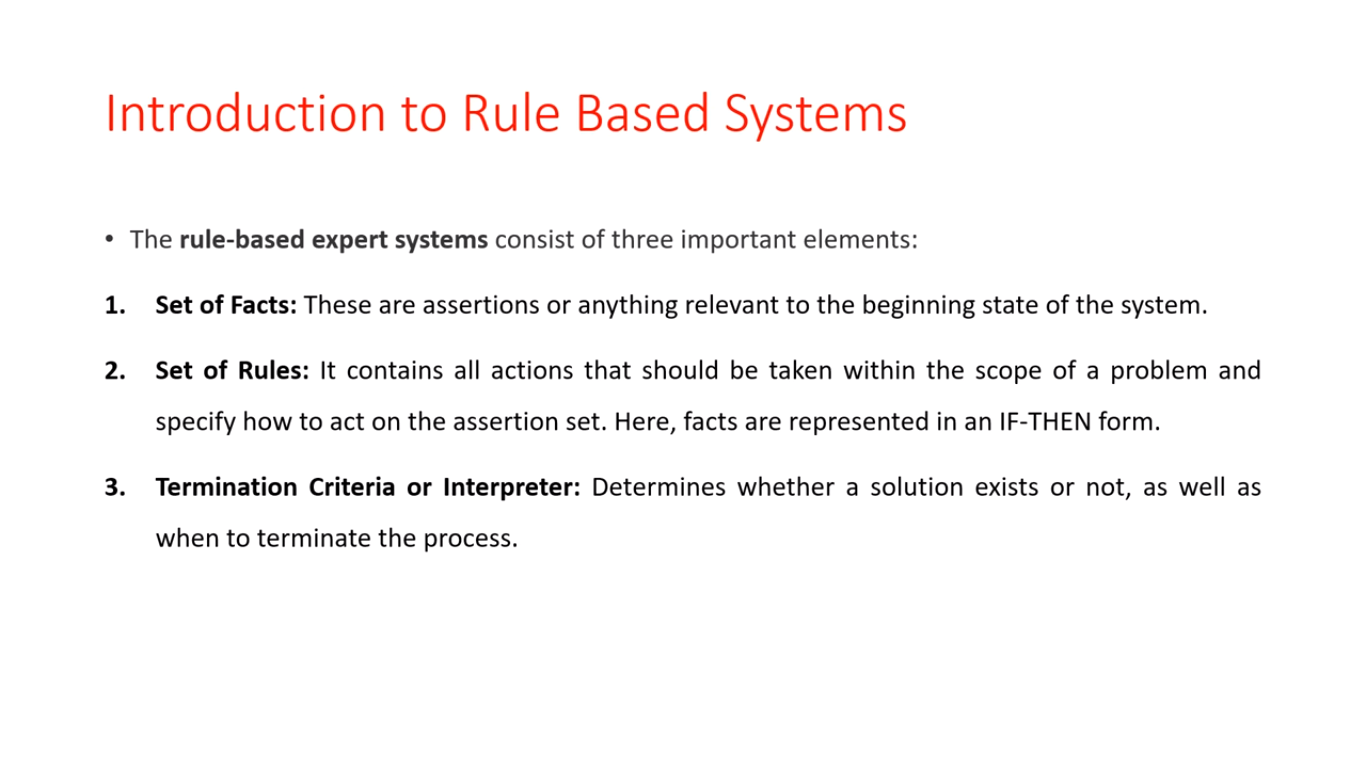 Introduction to Rule Based Systems
• The rule-based expert systems consist of three important elements:
1. Set of Facts: These are assertions or anything relevant to the beginning state of the system.
2. Set of Rules: It contains all actions that should be taken within the scope of a problem and
specify how to act on the assertion set. Here, facts are represented in an IF-THEN form.
3. Termination Criteria or Interpreter: Determines whether a solution exists or not, as well as
when to terminate the process.